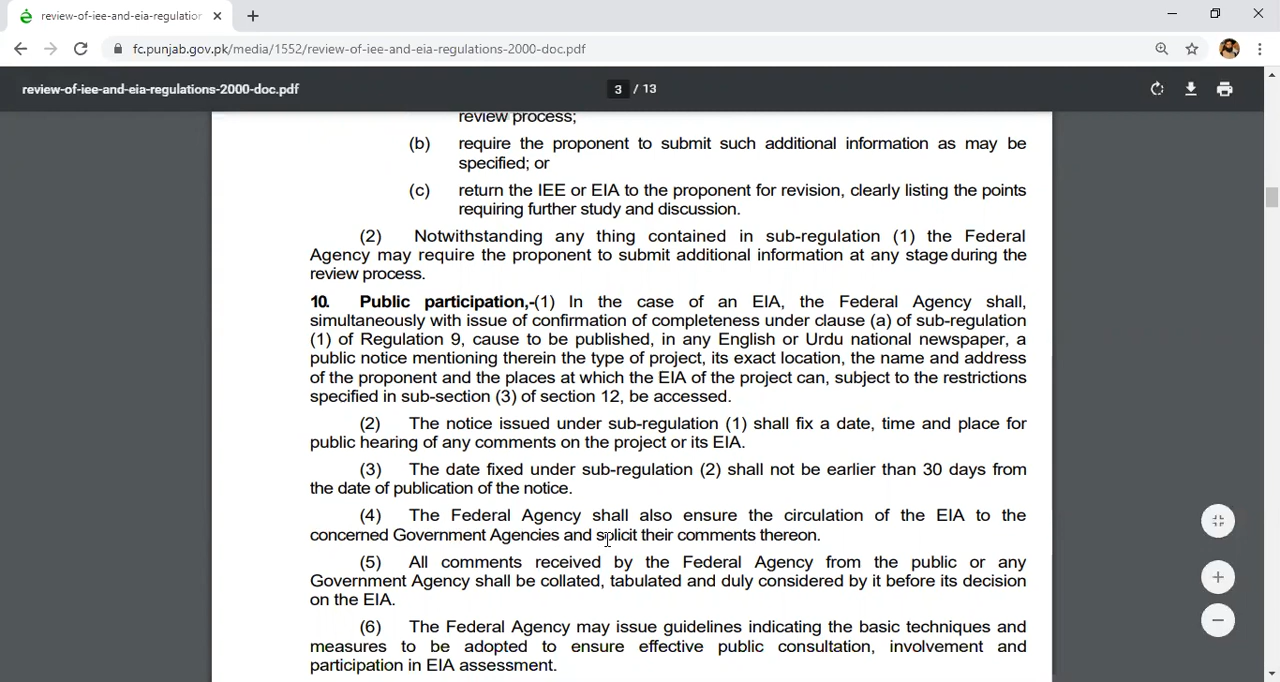 review-of-iee-and-eia-regulation
fc.punjab.gov.pk/media/1552/review-of-iee-and-eia-regulations-2000-doc.pdf
review-of-iee-and-eia-regulations-2000-doc.pdf
3 / 13
review process;
(b) require the proponent to submit such additional information as may be
specified; or
(c) return the IEE or EIA to the proponent for revision, clearly listing the points
requiring further study and discussion.
(2) Notwithstanding any thing contained in sub-regulation (1) the Federal
Agency may require the proponent to submit additional information at any stage during the
review process.
10. Public participation,-(1) In the case of an EIA, the Federal Agency shall,
simultaneously with issue of confirmation of completeness under clause (a) of sub-regulation
(1) of Regulation 9, cause to be published, in any English or Urdu national newspaper, a
public notice mentioning therein the type of project, its exact location, the name and address
of the proponent and the places at which the EIA of the project can, subject to the restrictions
specified in sub-section (3) of section 12, be accessed.
(2) The notice issued under sub-regulation (1) shall fix a date, time and place for
public hearing of any comments on the project or its EIA.
(3) The date fixed under sub-regulation (2) shall not be earlier than 30 days from
the date of publication of the notice.
(4) The Federal Agency shall also ensure the circulation of the EIA to the
concerned Government Agencies and solicit their comments thereon.
(5) All comments received by the Federal Agency from the public or any
Government Agency shall be collated, tabulated and duly considered by it before its decision
on the EIA.
(6) The Federal Agency may issue guidelines indicating the basic techniques and
measures to be adopted to ensure effective public consultation, involvement and
participation in EIA assessment.